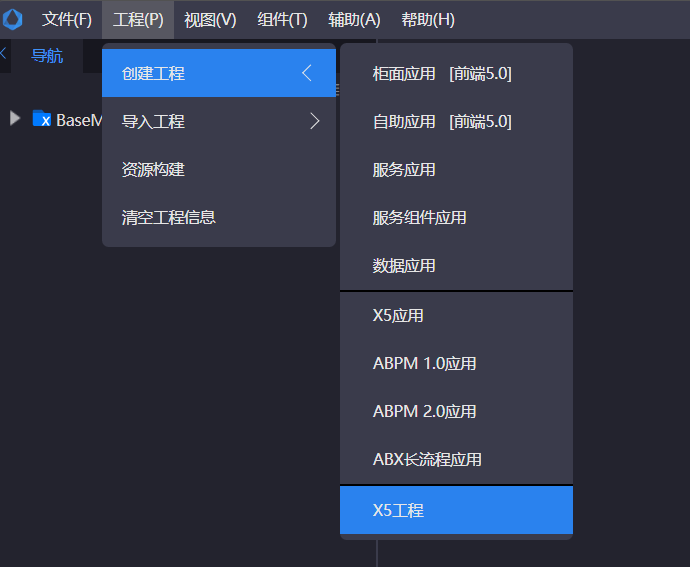 文件(F) 工程(P) 视图(V) 组件(T) 辅助(A) 帮助(H)
导航
BaseM
创建工程
导入工程
资源构建
清空工程信息
柜面应用 [前端5.0]
自助应用 [前端5.0]
服务应用
服务组件应用
数据应用
X5应用
ABPM 1.0应用
ABPM 2.0应用
ABX长流程应用
X5工程